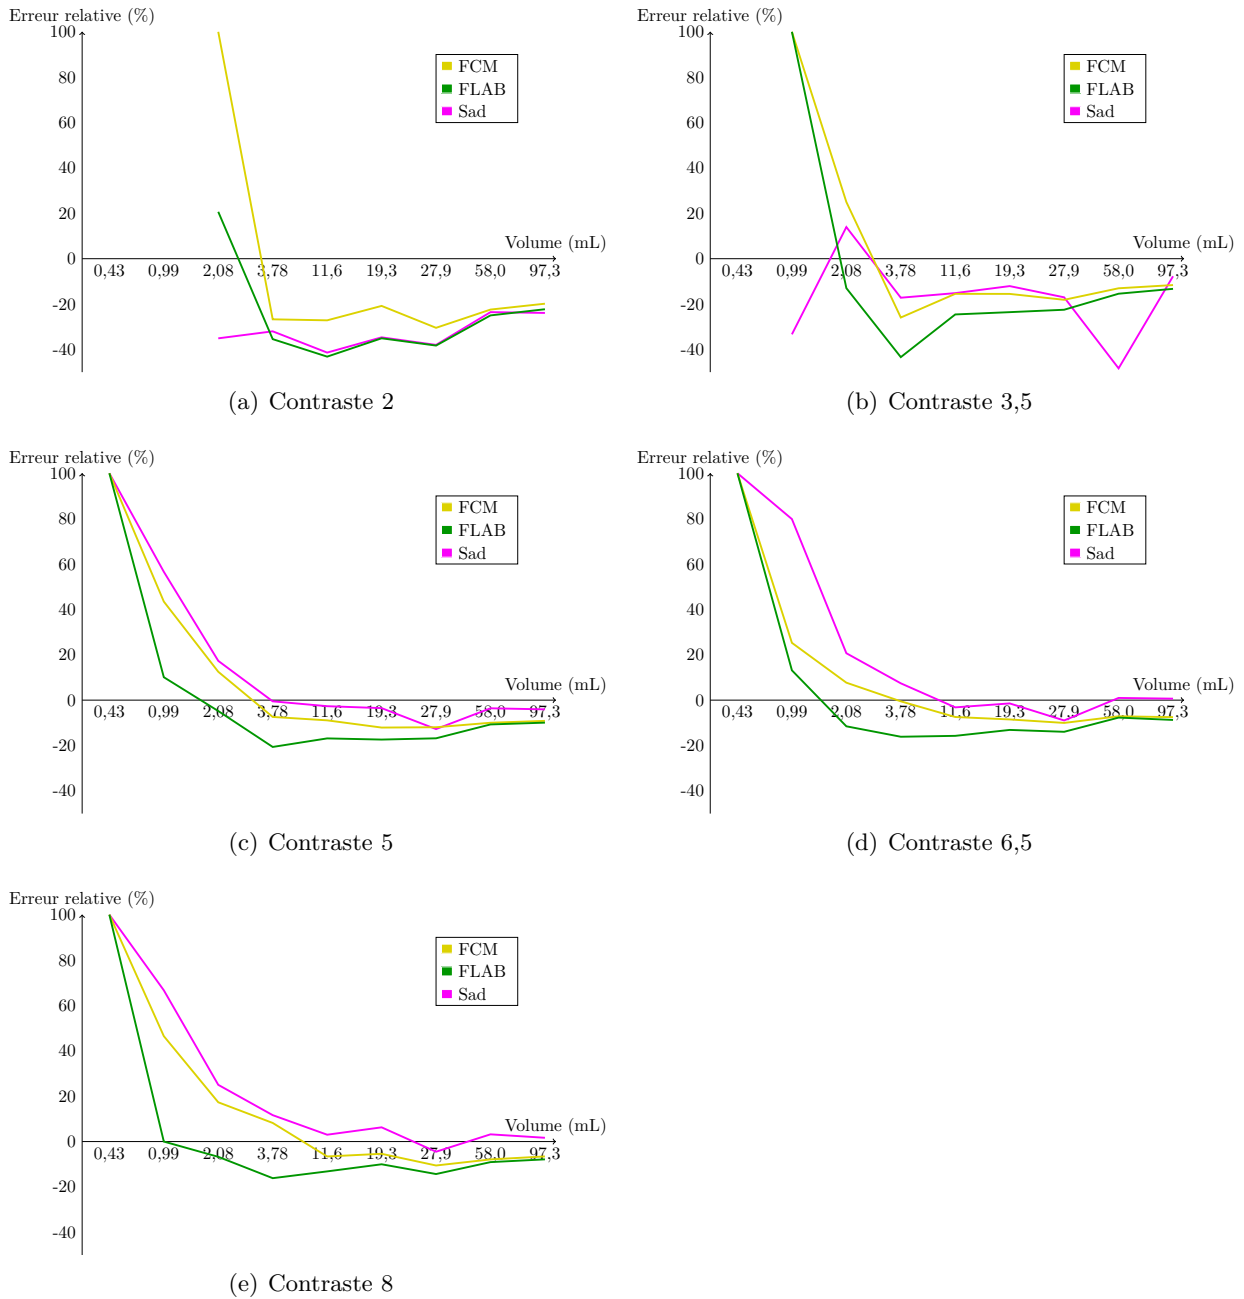 Erreur relative (%)
100
80
60
40
20
0
-20
-40
Volume (mL)
0,43 0,99 2,08 3,78 11,6 19,3 27,9 58,0 97,3
FCM
FLAB
Sad
(a) Contraste 2
Erreur relative (%)
100
80
60
40
20
0
-20
-40
Volume (mL)
0,43 0,99 2,08 3,78 11,6 19,3 27,9 58,0 97,3
FCM
FLAB
Sad
(b) Contraste 3,5
Erreur relative (%)
100
80
60
40
20
0
-20
-40
Volume (mL)
0,43 0,99 2,08 3,78 11,6 19,3 27,9 58,0 97,3
FCM
FLAB
Sad
(c) Contraste 5
Erreur relative (%)
100
80
60
40
20
0
-20
-40
Volume (mL)
0,43 0,99 2,08 3,78 11,6 19,3 27,9 58,0 97,3
FCM
FLAB
Sad
(d) Contraste 6,5
Erreur relative (%)
100
80
60
40
20
0
-20
-40
Volume (mL)
0,43 0,99 2,08 3,78 11,6 19,3 27,9 58,0 97,3
FCM
FLAB
Sad
(e) Contraste 8